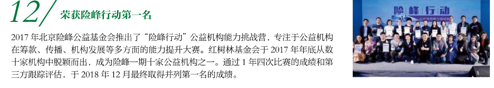 12/ 荣获险峰行动第一名
2017 年北京险峰公益基金会推出了“险峰行动”公益机构能力挑战营，专注于公益机构
在筹款、传播、机构发展等多方面的能力提升大赛。红树林基金会于 2017 年年底从数
十家机构中脱颖而出，成为险峰一期十家公益机构之一。通过 1 年四次比赛的成绩和第
三方跟踪评估，于 2018 年 12 月最终取得并列第一名的成绩。
险峰行动